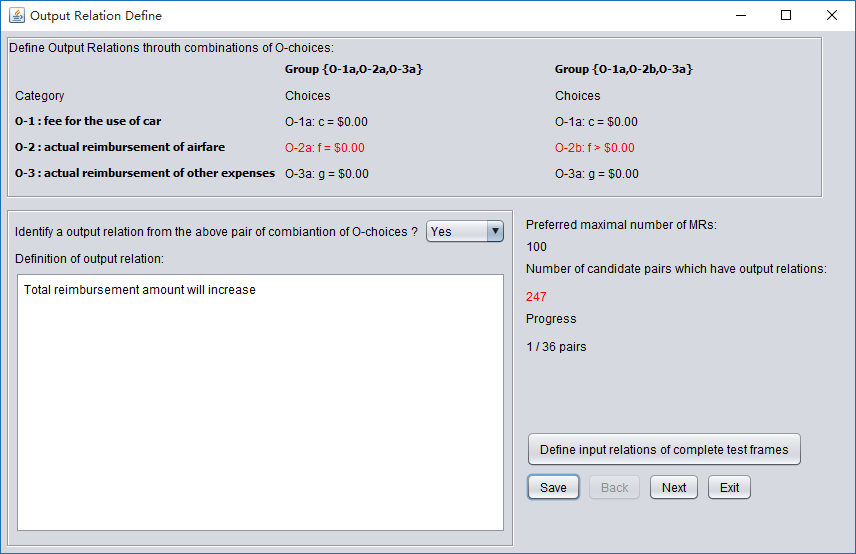 Output Relation Define
Define Output Relations throuth combinations of O-choices:
Group {O-1a,O-2a,O-3a} Group {O-1a,O-2b,O-3a}
Category Choices Choices
O-1 : fee for the use of car O-1a: c = $0.00 O-1a: c = $0.00
O-2 : actual reimbursement of airfare O-2a: f = $0.00 O-2b: f > $0.00
O-3 : actual reimbursement of other expenses O-3a: g = $0.00 O-3a: g = $0.00
Identify a output relation from the above pair of combiantion of O-choices ? Yes
Definition of output relation:
Total reimbursement amount will increase
Preferred maximal number of MRs:
100
Number of candidate pairs which have output relations:
247
Progress
1 / 36 pairs
Define input relations of complete test frames
Save Back Next Exit